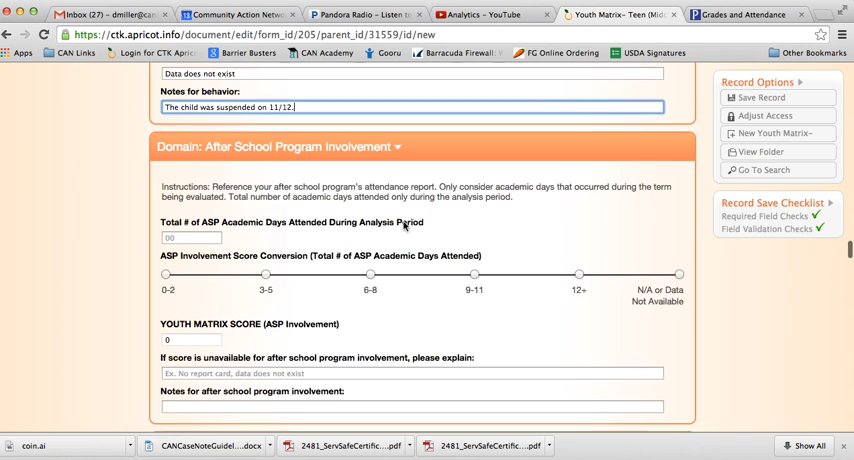 Inbox (27) - dmiller@can
Community Action Netwo
Pandora Radio - Listen to
Analytics - YouTube
Youth Matrix- Teen (Midd
Grades and Attendance
https://ctk.apricot.info/document/edit/form_id/205/parent_id/31559/id/new
Apps
CAN Links
Login for CTK Apric
Barrier Busters
CAN Academy
Gooru
Barracuda Firewall:
FG Online Ordering
USDA Signatures
Other Bookmarks
Data does not exist
Notes for behavior:
The child was suspended on 11/12.
Domain: After School Program Involvement
Instructions: Reference your after school program's attendance report. Only consider academic days that occurred during the term
being evaluated. Total number of academic days attended only during the analysis period.
Total # of ASP Academic Days Attended During Analysis Period
00
ASP Involvement Score Conversion (Total # of ASP Academic Days Attended)
0-2 3-5 6-8 9-11 12+ N/A or Data
Not Available
YOUTH MATRIX SCORE (ASP Involvement)
0
If score is unavailable for after school program involvement, please explain:
Ex. No report card, data does not exist
Notes for after school program involvement:
Record Options
Save Record
Adjust Access
New Youth Matrix-
View Folder
Go To Search
Record Save Checklist
Required Field Checks
Field Validation Checks
coin.ai
CANCaseNoteGuidel....docx
2481_ServSafeCertific....pdf
2481_ServSafeCertific....pdf
Show All